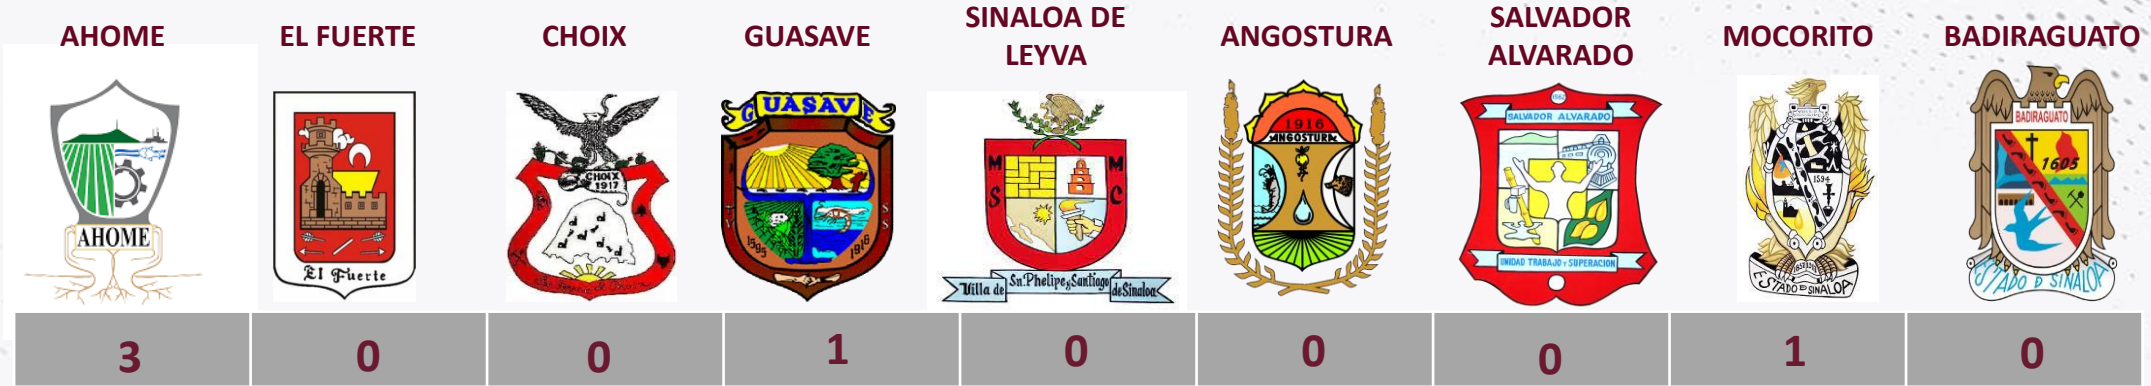 AHOME
EL FUERTE
CHOIX
GUASAVE
SINALOA DE
LEYVA
ANGOSTURA
SALVADOR
ALVARADO
MOCORITO
BADIRAGUATO
AHOME
El Fuerte
CHOIX
1917
GUASAVE
1595
1916
M M
S C
Villa de Sn. Phelipe y Santiago de Sinaloa
1916
ANGOSTURA
1962
SALVADOR ALVARADO
UNIDAD TRABAJO Y SUPERACION
1594
ESTADO D SINALOA
BADIRAGUATO
1605
ESTADO D SINALOA
3 0 0 1 0 0 0 1 0